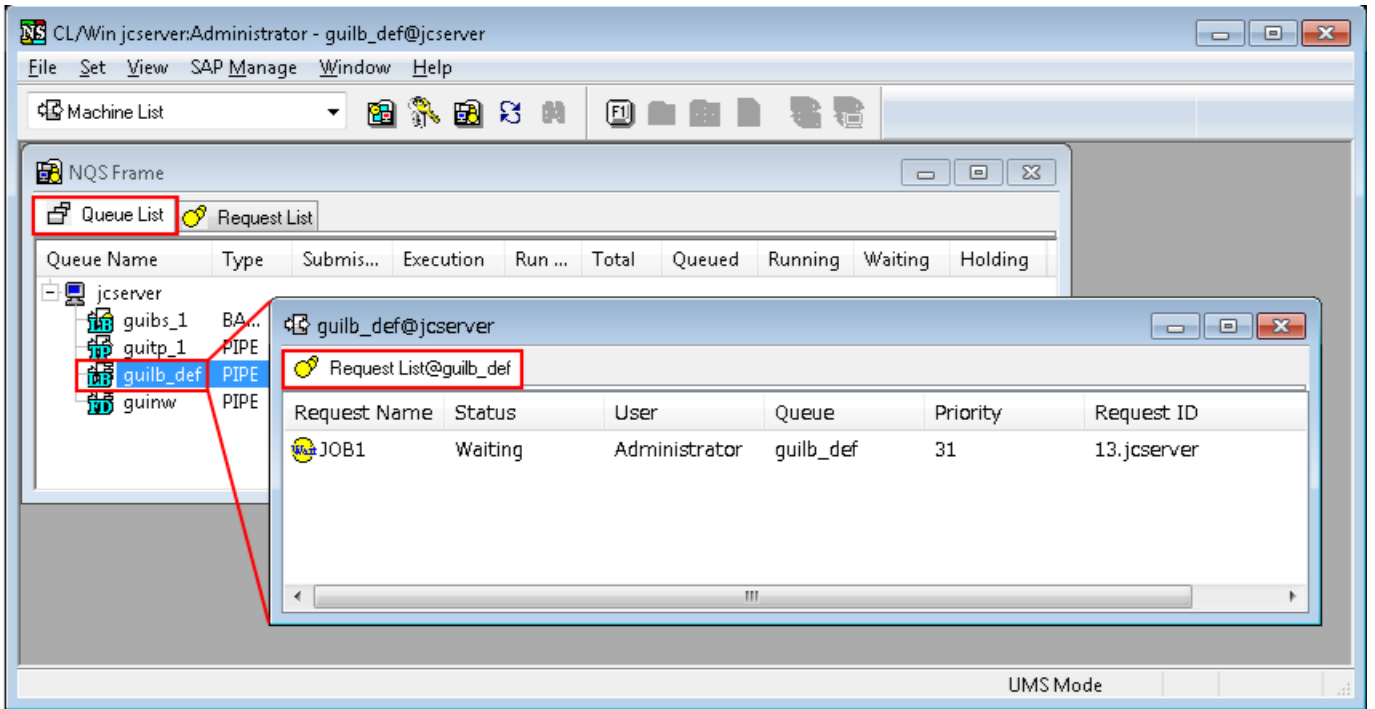 CL/Win jcserver:Administrator - guilb_def@jcserver
File Set View SAP Manage Window Help
Machine List
F1
NQS Frame
Queue List Request List
Queue Name Type Submis... Execution Run ... Total Queued Running Waiting Holding
jcserver
guibs_1 BA...
guitp_1 PIPE
guilb_def PIPE
guinw PIPE
guilb_def@jcserver
Request List@guilb_def
Request Name Status User Queue Priority Request ID
Wait JOB1 Waiting Administrator guilb_def 31 13.jcserver
UMS Mode